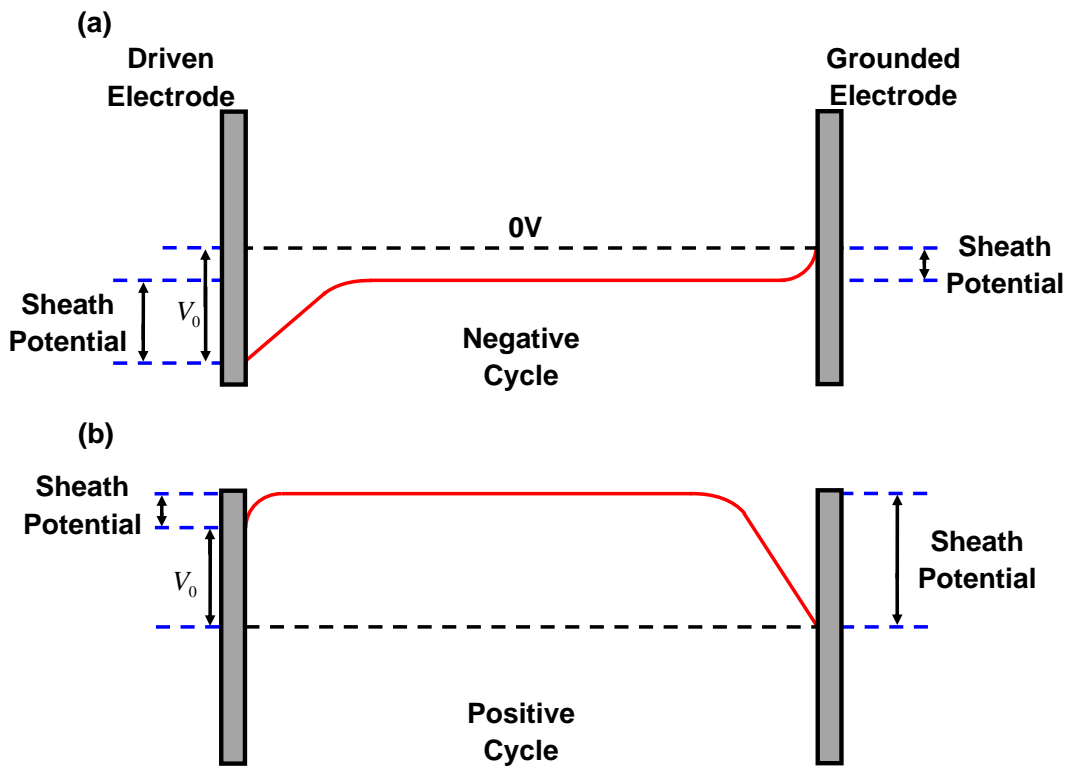 (a)
Driven
Electrode
Grounded
Electrode
0V
Sheath
Potential
V₀
Sheath
Potential
Negative
Cycle
(b)
Sheath
Potential
V₀
Sheath
Potential
Positive
Cycle